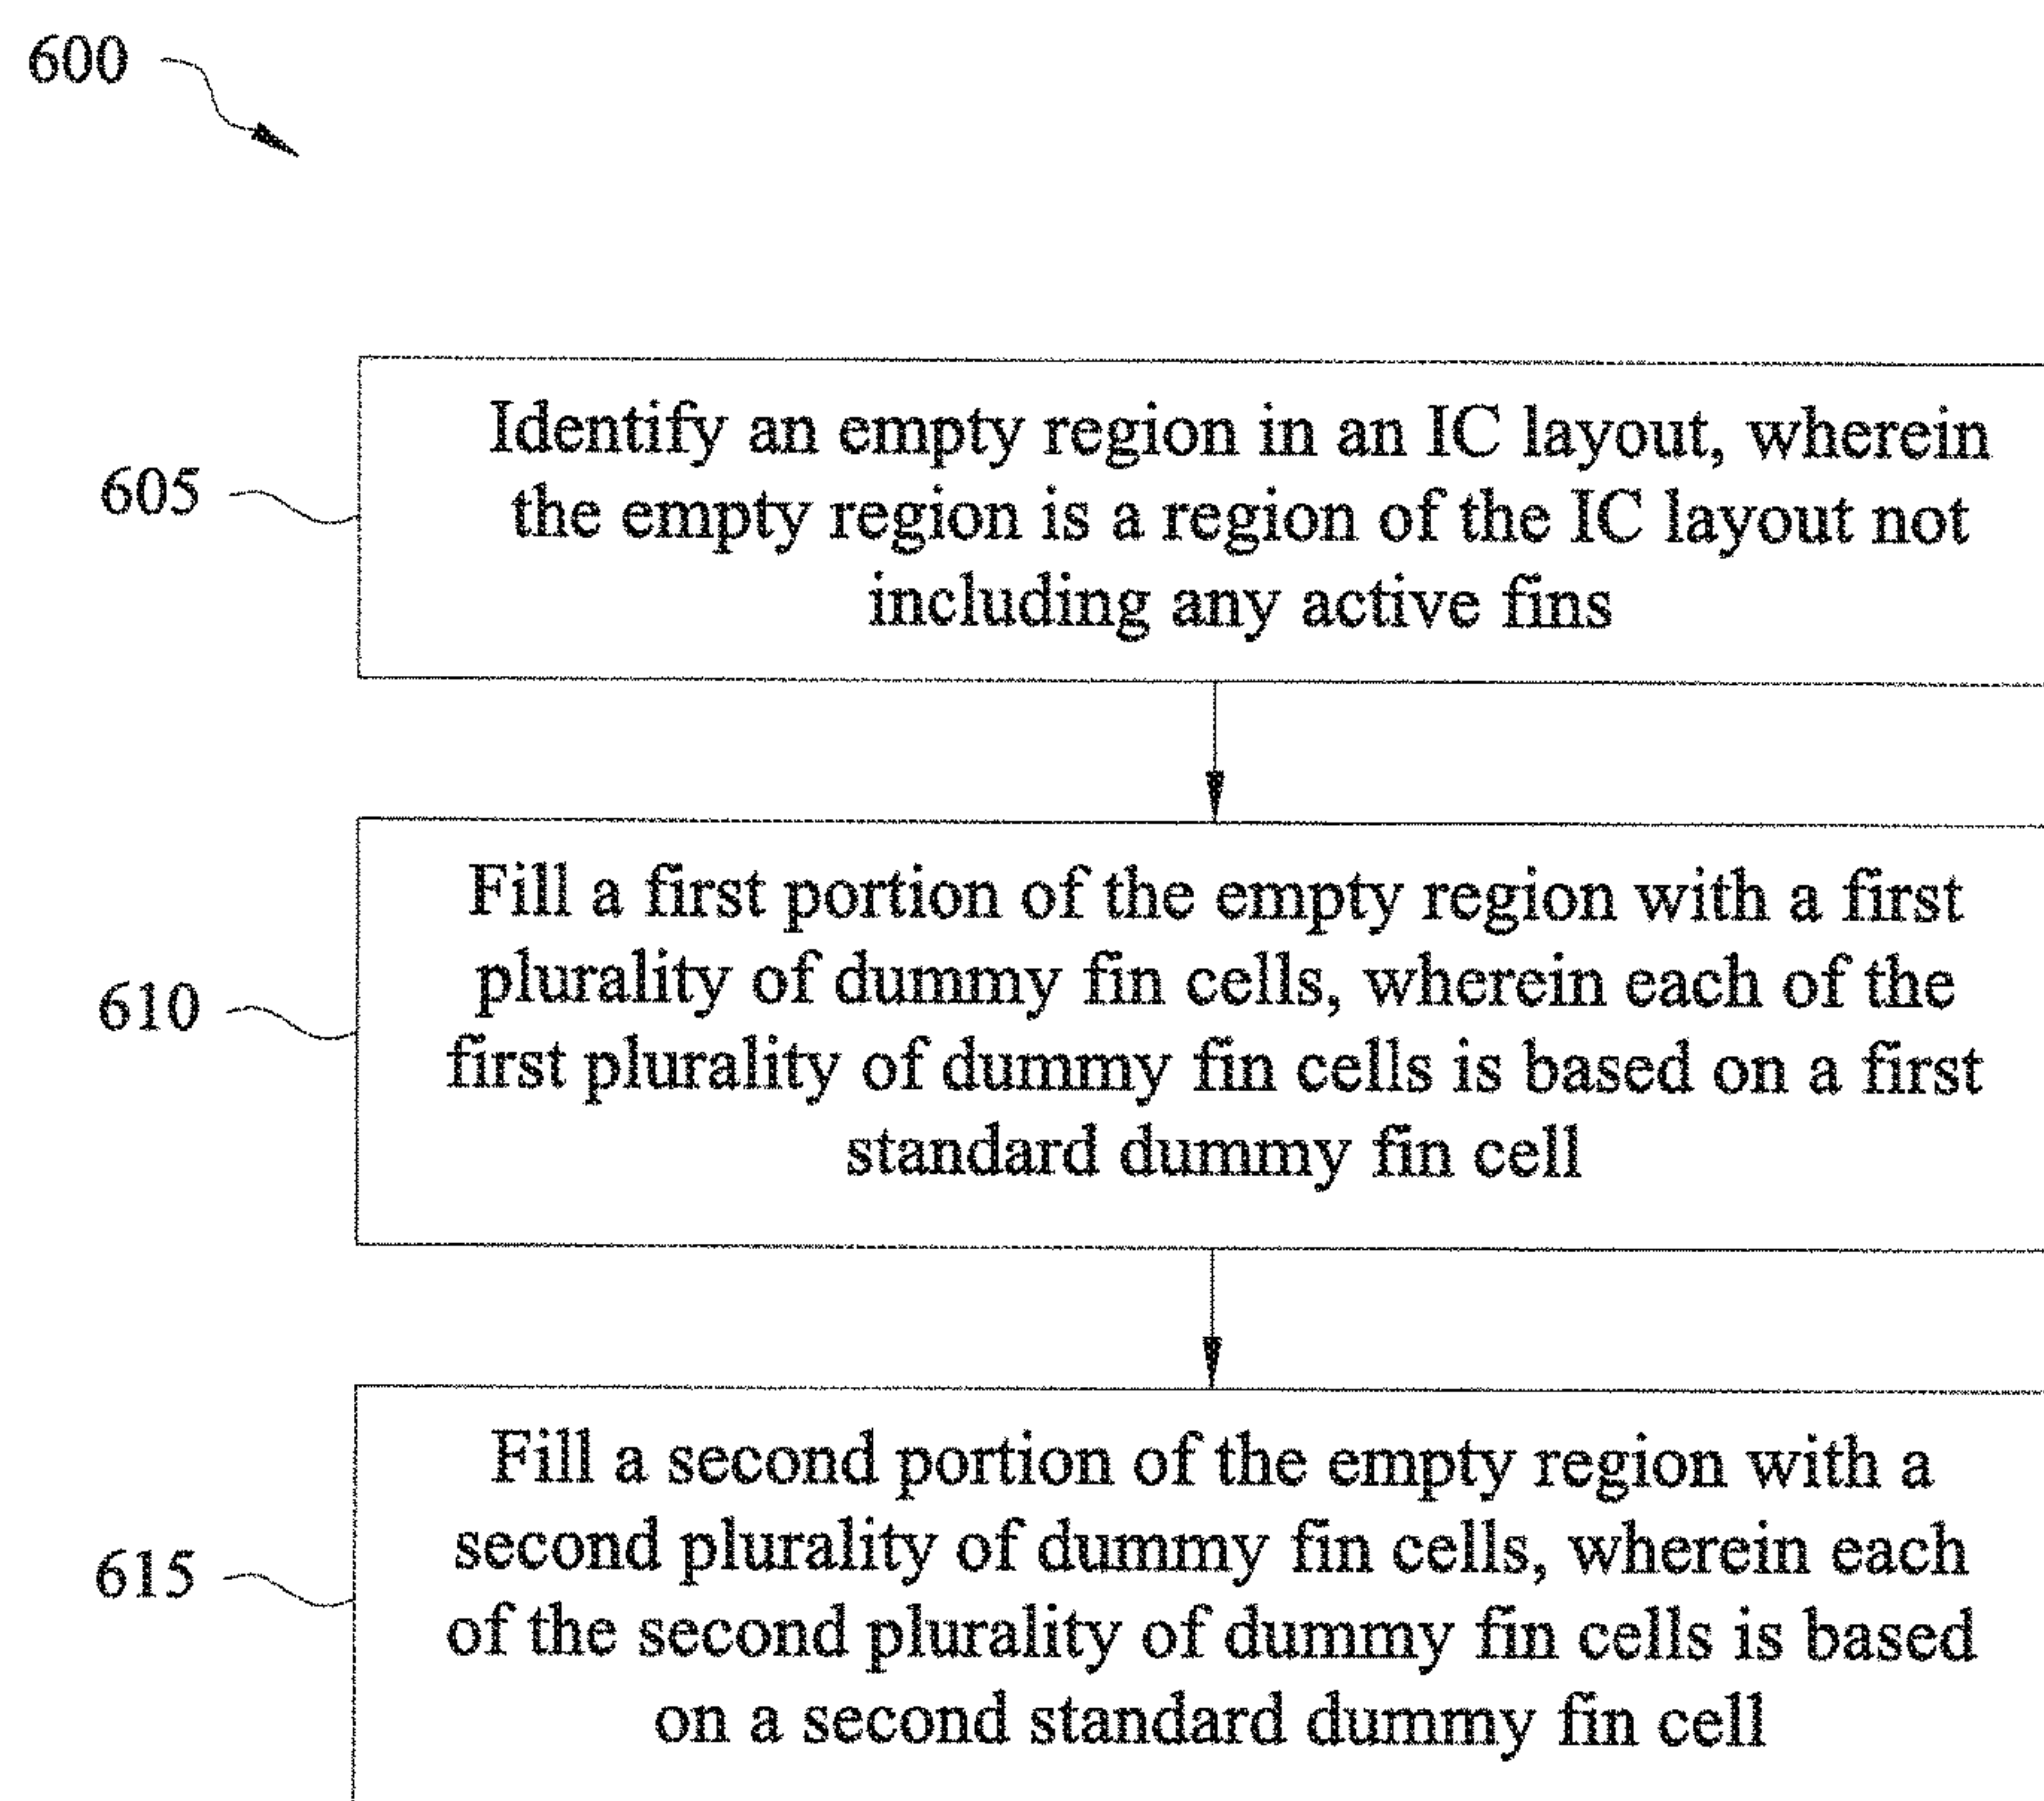 600
605
Identify an empty region in an IC layout, wherein
the empty region is a region of the IC layout not
including any active fins
610
Fill a first portion of the empty region with a first
plurality of dummy fin cells, wherein each of the
first plurality of dummy fin cells is based on a first
standard dummy fin cell
615
Fill a second portion of the empty region with a
second plurality of dummy fin cells, wherein each
of the second plurality of dummy fin cells is based
on a second standard dummy fin cell